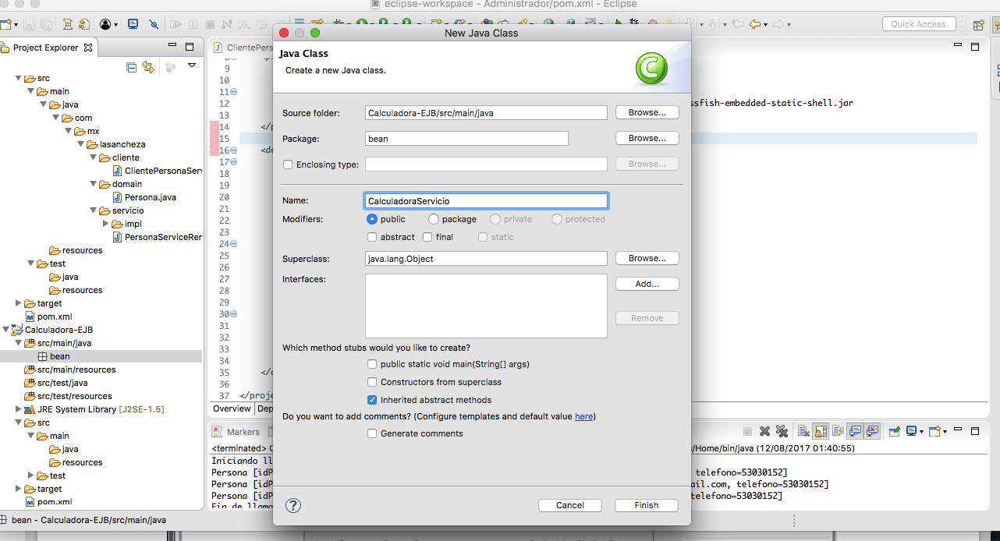 eclipse-workspace - Administrador/pom.xml - Eclipse
Quick Access
Project Explorer
src
main
java
com
mx
lasancheza
cliente
ClientePersonaServ
domain
Persona.java
servicio
impl
PersonaServiceRem
resources
test
java
resources
target
pom.xml
Calculadora-EJB
src/main/java
bean
src/main/resources
src/test/java
src/test/resources
JRE System Library [J2SE-1.5]
src
main
java
resources
test
target
pom.xml
ClientePers
9
10
11
12 ssfish-embedded-static-shell.jar
13
14 </p
15
16 <de
17
18
19
20
21
22
23
24
25
26
27
28
29
30
31
32
33
34
35 </d
36
37 </proje
Overview Dep
New Java Class
Java Class
Create a new Java class.
Source folder: Calculadora-EJB/src/main/java Browse...
Package: bean Browse...
Enclosing type: Browse...
Name: CalculadoraServicio
Modifiers: public package private protected
abstract final static
Superclass: java.lang.Object Browse...
Interfaces: Add...
Remove
Which method stubs would you like to create?
public static void main(String[] args)
Constructors from superclass
Inherited abstract methods
Do you want to add comments? (Configure templates and default value here)
Generate comments
Cancel Finish
Markers
<terminated> C s/Home/bin/java (12/08/2017 01:40:55)
Iniciando ll
Persona [idP telefono=53030152]
Persona [idP ail.com, telefono=53030152]
Persona [idP telefono=53030152]
Fin de llama
bean - Calculadora-EJB/src/main/java